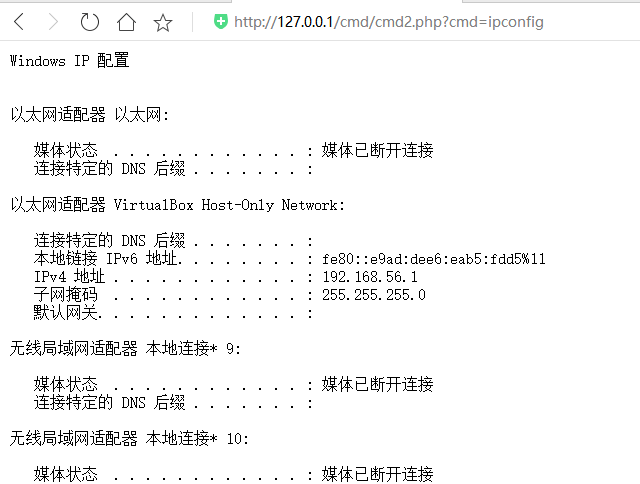 http://127.0.0.1/cmd/cmd2.php?cmd=ipconfig
Windows IP 配置
以太网适配器 以太网:
媒体状态 . . . . . . . . . . . . : 媒体已断开连接
连接特定的 DNS 后缀 . . . . . . . :
以太网适配器 VirtualBox Host-Only Network:
连接特定的 DNS 后缀 . . . . . . . :
本地链接 IPv6 地址. . . . . . . . : fe80::e9ad:dee6:eab5:fdd5%11
IPv4 地址 . . . . . . . . . . . . : 192.168.56.1
子网掩码 . . . . . . . . . . . . : 255.255.255.0
默认网关. . . . . . . . . . . . . :
无线局域网适配器 本地连接* 9:
媒体状态 . . . . . . . . . . . . : 媒体已断开连接
连接特定的 DNS 后缀 . . . . . . . :
无线局域网适配器 本地连接* 10:
媒体状态 . . . . . . . . . . . . : 媒体已断开连接